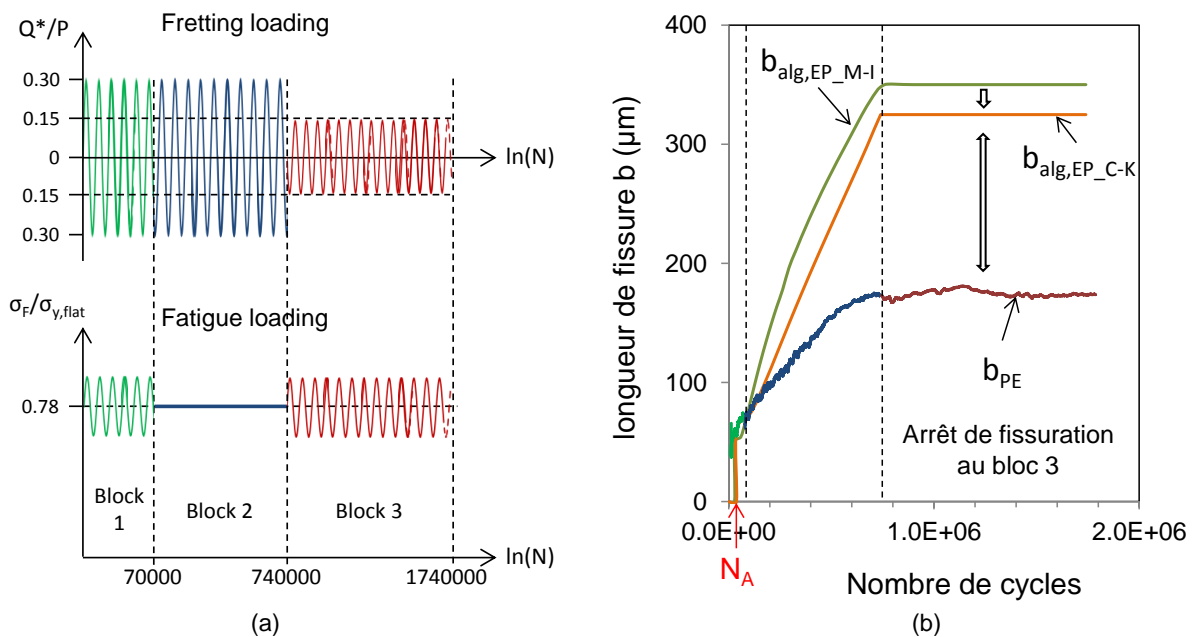 Q*/P
Fretting loading
0.30
0.15
0
0.15
0.30
ln(N)
σF/σy,flat
Fatigue loading
0.78
Block 1
Block 2
Block 3
ln(N)
70000
740000
1740000
(a)
longueur de fissure b (μm)
400
300
200
100
0
balg,EP_M-I
balg,EP_C-K
bPE
Arrêt de fissuration
au bloc 3
0.0E+00
1.0E+06
2.0E+06
NA
Nombre de cycles
(b)